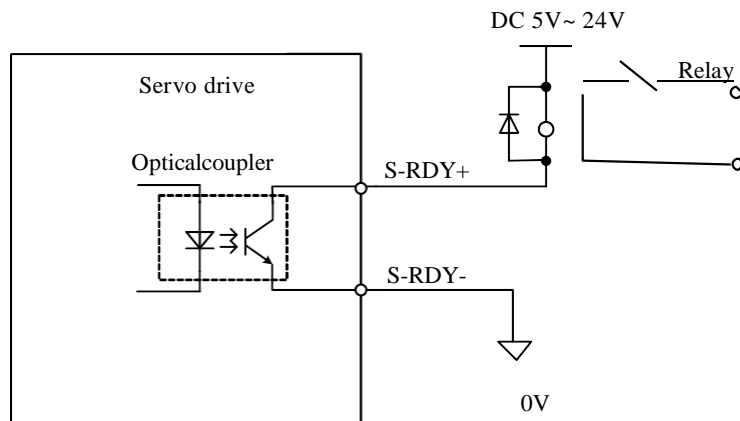 DC 5V~ 24V
Relay
Servo drive
Opticalcoupler
S-RDY+
S-RDY-
0V